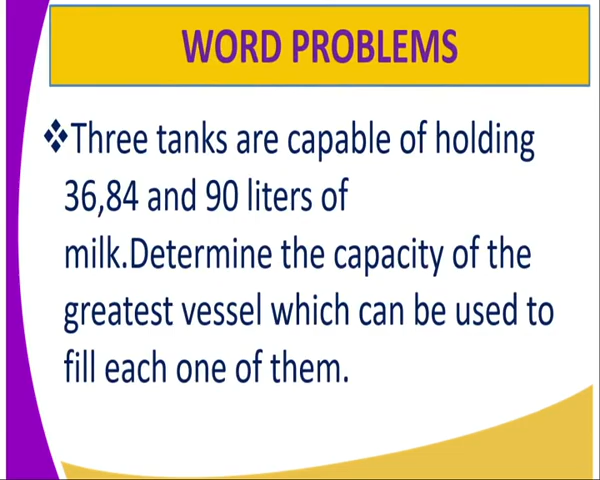 WORD PROBLEMS
❖Three tanks are capable of holding
36,84 and 90 liters of
milk.Determine the capacity of the
greatest vessel which can be used to
fill each one of them.